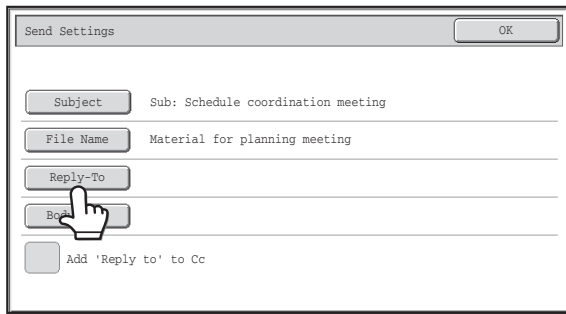 Send Settings
OK
Subject
Sub: Schedule coordination meeting
File Name
Material for planning meeting
Reply-To
Add 'Reply to' to Cc